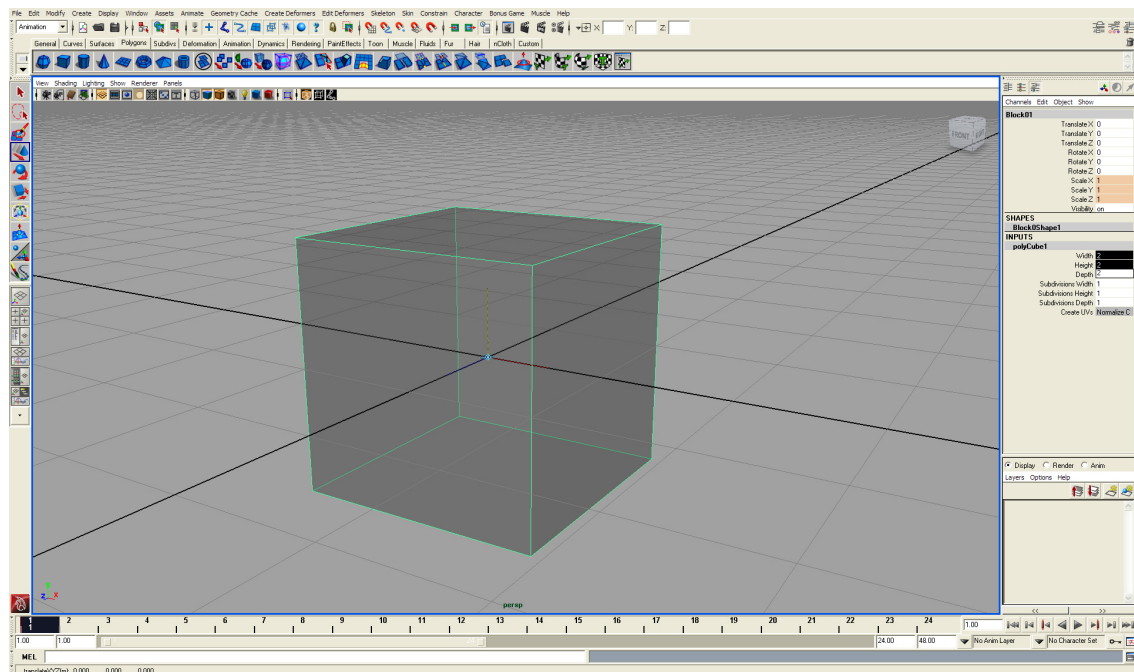 File Edit Modify Create Display Window Assets Animate Geometry Cache Create Deformers Edit Deformers Skeleton Skin Constrain Character Bonus Game Muscle Help
Animation X: Y: Z:
General Curves Surfaces Polygons Subdivs Deformation Animation Dynamics Rendering PaintEffects Toon Muscle Fluids Fur Hair nCloth Custom
View Shading Lighting Show Renderer Panels
Channels Edit Object Show
Block01
Translate X 0
Translate Y 0
Translate Z 0
Rotate X 0
Rotate Y 0
Rotate Z 0
Scale X 1
Scale Y 1
Scale Z 1
Visibility on
SHAPES
Block0Shape1
INPUTS
polyCube1
Width 2
Height 2
Depth 2
Subdivisions Width 1
Subdivisions Height 1
Subdivisions Depth 1
Create UVs Normalize C
FRONT
Display Render Anim
Layers Options Help
y
z x
persp
<< >>
1 2 3 4 5 6 7 8 9 10 11 12 13 14 15 16 17 18 19 20 21 22 23 24
1 1.00
1.00 1.00 24 24.00 48.00 No Anim Layer No Character Set
MEL
translateXYZ(m): 0.000 0.000 0.000